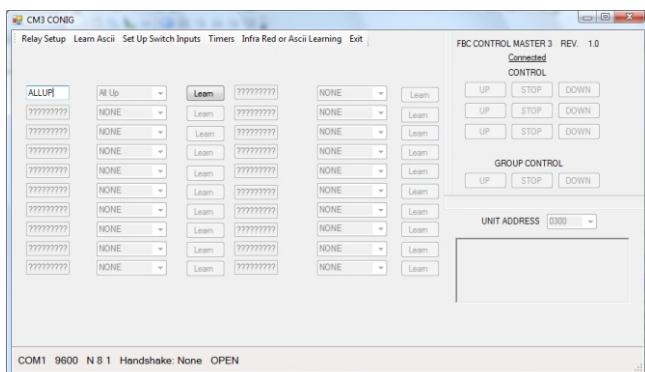 CM3 CONIG
Relay Setup Learn Ascii Set Up Switch Inputs Timers Infra Red or Ascii Learning Exit
FBC CONTROL MASTER 3 REV. 1.0
Connected
CONTROL
ALLUP All Up Learn ????????? NONE Learn
UP STOP DOWN
????????? NONE Learn ????????? NONE Learn
UP STOP DOWN
????????? NONE Learn ????????? NONE Learn
UP STOP DOWN
????????? NONE Learn ????????? NONE Learn
????????? NONE Learn ????????? NONE Learn
GROUP CONTROL
UP STOP DOWN
????????? NONE Learn ????????? NONE Learn
????????? NONE Learn ????????? NONE Learn
UNIT ADDRESS 0300
????????? NONE Learn ????????? NONE Learn
????????? NONE Learn ????????? NONE Learn
????????? NONE Learn ????????? NONE Learn
COM1 9600 N 8 1 Handshake: None OPEN